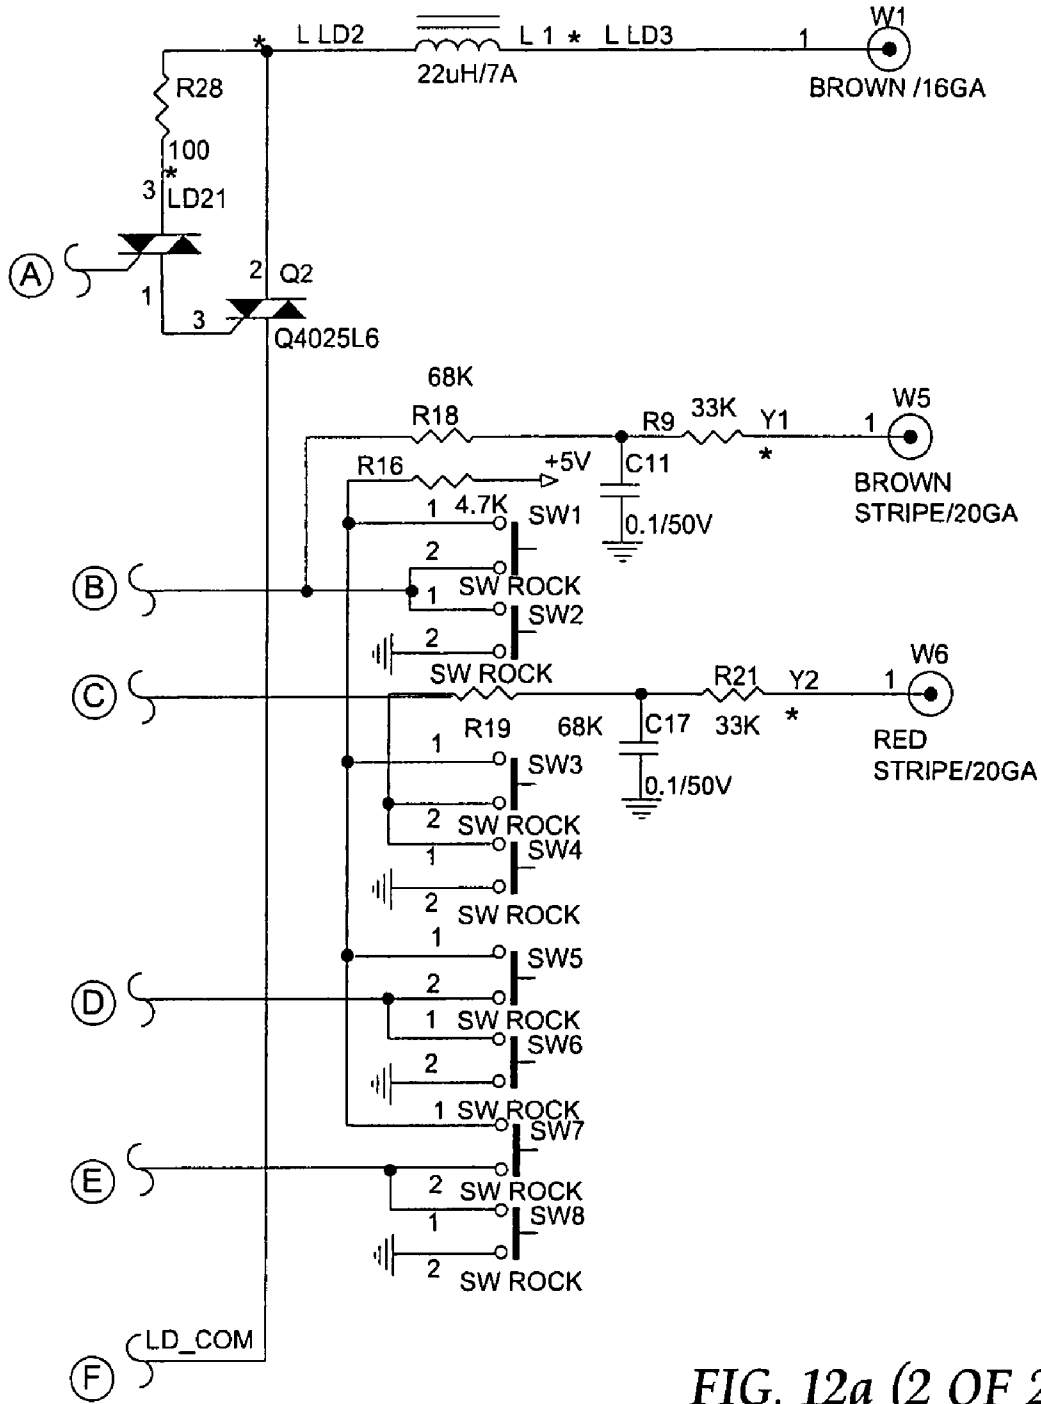 W1
* L LD2 L 1 * L LD3 1
22uH/7A
BROWN /16GA
R28
100
*
3 LD21
A
1
2 Q2
3
Q4025L6
68K
R18 R9 33K Y1 1 W5
*
R16 +5V C11
BROWN
STRIPE/20GA
1 4.7K SW1
0.1/50V
2
B
SW ROCK
1 SW2
2
SW ROCK
C
R21 Y2 1 W6
*
R19 68K C17 33K
RED
STRIPE/20GA
1 SW3
0.1/50V
2 SW ROCK
1 SW4
2 SW ROCK
1 SW5
D
2
1 SW ROCK
SW6
2
1 SW ROCK
SW7
E
2 SW ROCK
1 SW8
2 SW ROCK
LD_COM
F
FIG. 12a (2 OF 2